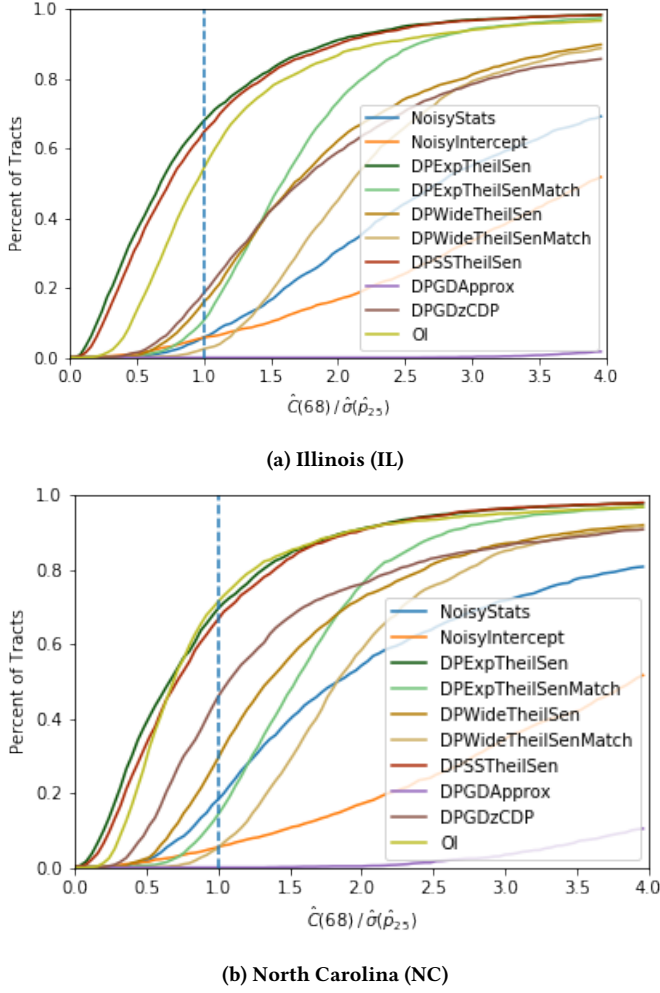 1.0
0.8
0.6
0.4
0.2
0.0
Percent of Tracts
NoisyStats
NoisyIntercept
DPExpTheilSen
DPExpTheilSenMatch
DPWideTheilSen
DPWideTheilSenMatch
DPSSTheilSen
DPGDApprox
DPGDzCDP
OI
0.0 0.5 1.0 1.5 2.0 2.5 3.0 3.5 4.0
Ĉ(68) / σ̂(p̂₂₅)
(a) Illinois (IL)
1.0
0.8
0.6
0.4
0.2
0.0
Percent of Tracts
NoisyStats
NoisyIntercept
DPExpTheilSen
DPExpTheilSenMatch
DPWideTheilSen
DPWideTheilSenMatch
DPSSTheilSen
DPGDApprox
DPGDzCDP
OI
0.0 0.5 1.0 1.5 2.0 2.5 3.0 3.5 4.0
Ĉ(68) / σ̂(p̂₂₅)
(b) North Carolina (NC)